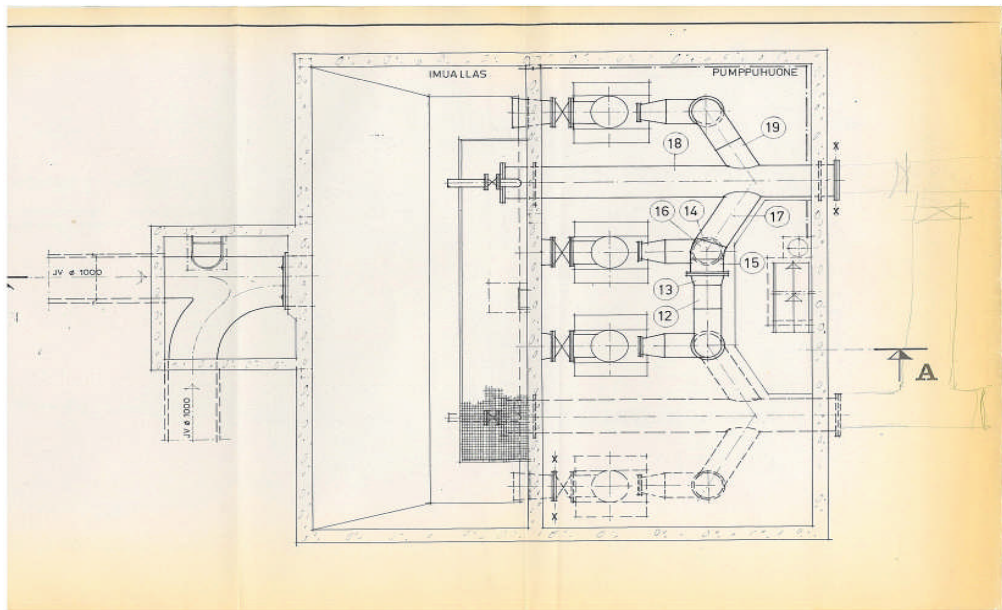 IMUALLAS
PUMPPUHUONE
19
18
16
14
17
15
13
12
JV ø 1000
JV ø 1000
A